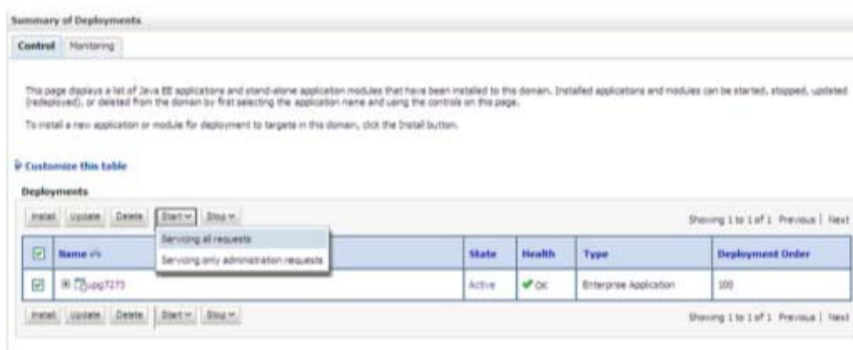 Summary of Deployments
Control Monitoring
This page displays a list of Java EE applications and stand-alone application modules that have been installed to this domain. Installed applications and modules can be started, stopped, updated
(redeployed), or deleted from the domain by first selecting the application name and using the controls on this page.
To install a new application or module for deployment to targets in this domain, click the Install button.
Customize this table
Deployments
Install Update Delete Start Stop Showing 1 to 1 of 1 Previous | Next
Servicing all requests
Servicing only administration requests
Name State Health Type Deployment Order
upg7273 Active OK Enterprise Application 100
Install Update Delete Start Stop Showing 1 to 1 of 1 Previous | Next